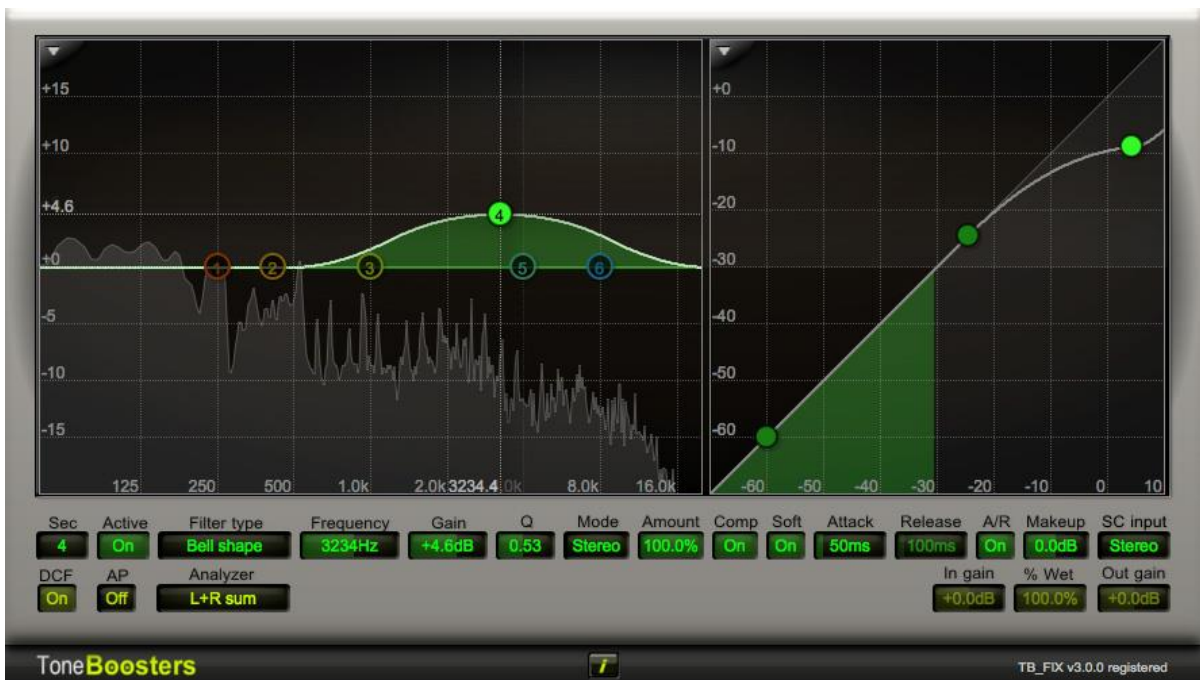 +15
+10
+4.6
+0
-5
-10
-15
1 2 3 4 5 6
125 250 500 1.0k 2.0k 3234.4 0k 8.0k 16.0k
+0
-10
-20
-30
-40
-50
-60
-60 -50 -40 -30 -20 -10 0 10
Sec Active Filter type Frequency Gain Q Mode Amount Comp Soft Attack Release A/R Makeup SC input
4 On Bell shape 3234Hz +4.6dB 0.53 Stereo 100.0% On On 50ms 100ms On 0.0dB Stereo
DCF AP Analyzer In gain % Wet Out gain
On Off L+R sum +0.0dB 100.0% +0.0dB
ToneBoosters i TB_FIX v3.0.0 registered